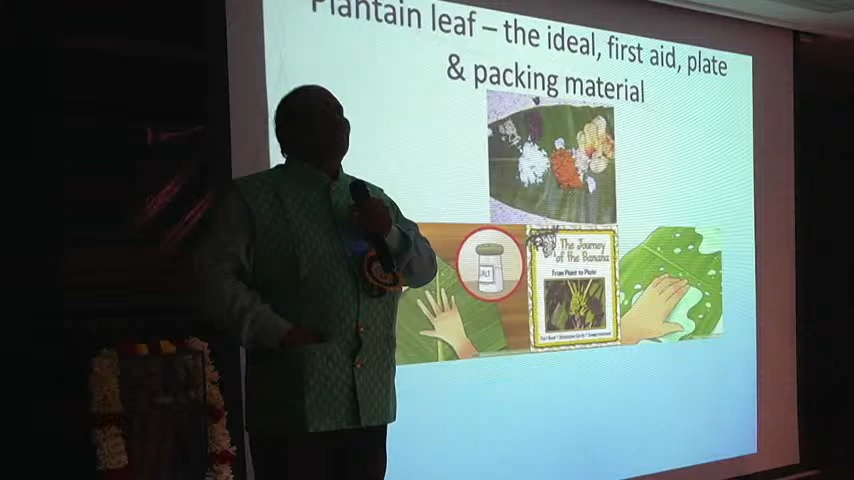 Plantain leaf – the ideal, first aid, plate
& packing material
SALT
The Journey
of the Banana
From Plant to Plate